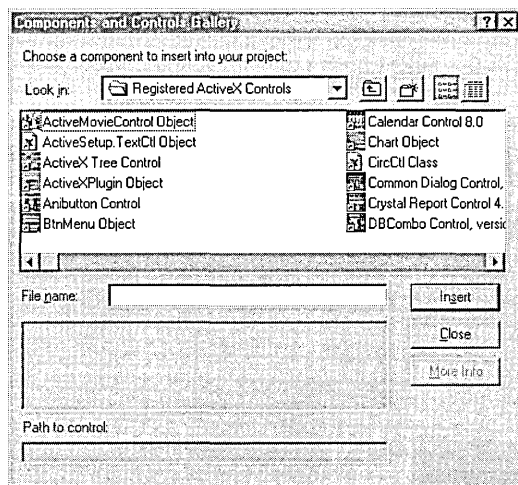 Components and Controls Gallery
Choose a component to insert into your project:
Look in: Registered ActiveX Controls
ActiveMovieControl Object
ActiveSetup.TextCtl Object
ActiveX Tree Control
ActiveXPlugin Object
Anibutton Control
BtnMenu Object
Calendar Control 8.0
Chart Object
CircCtl Class
Common Dialog Control,
Crystal Report Control 4.
DBCombo Control, versio
File name:
Insert
Close
More Info
Path to control: